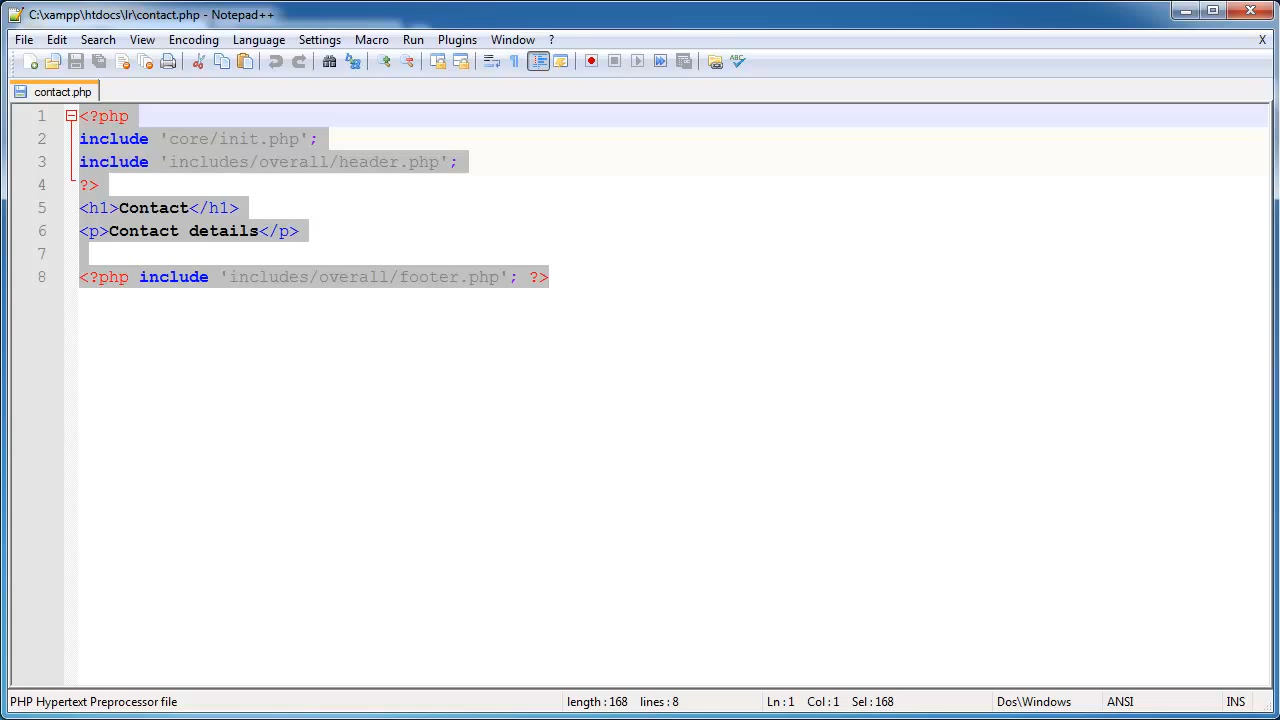 C:\xampp\htdocs\lr\contact.php - Notepad++
File Edit Search View Encoding Language Settings Macro Run Plugins Window ? X
contact.php
1 <?php
2 include 'core/init.php';
3 include 'includes/overall/header.php';
4 ?>
5 <h1>Contact</h1>
6 <p>Contact details</p>
7
8 <?php include 'includes/overall/footer.php'; ?>
PHP Hypertext Preprocessor file length : 168 lines : 8 Ln : 1 Col : 1 Sel : 168 Dos\Windows ANSI INS